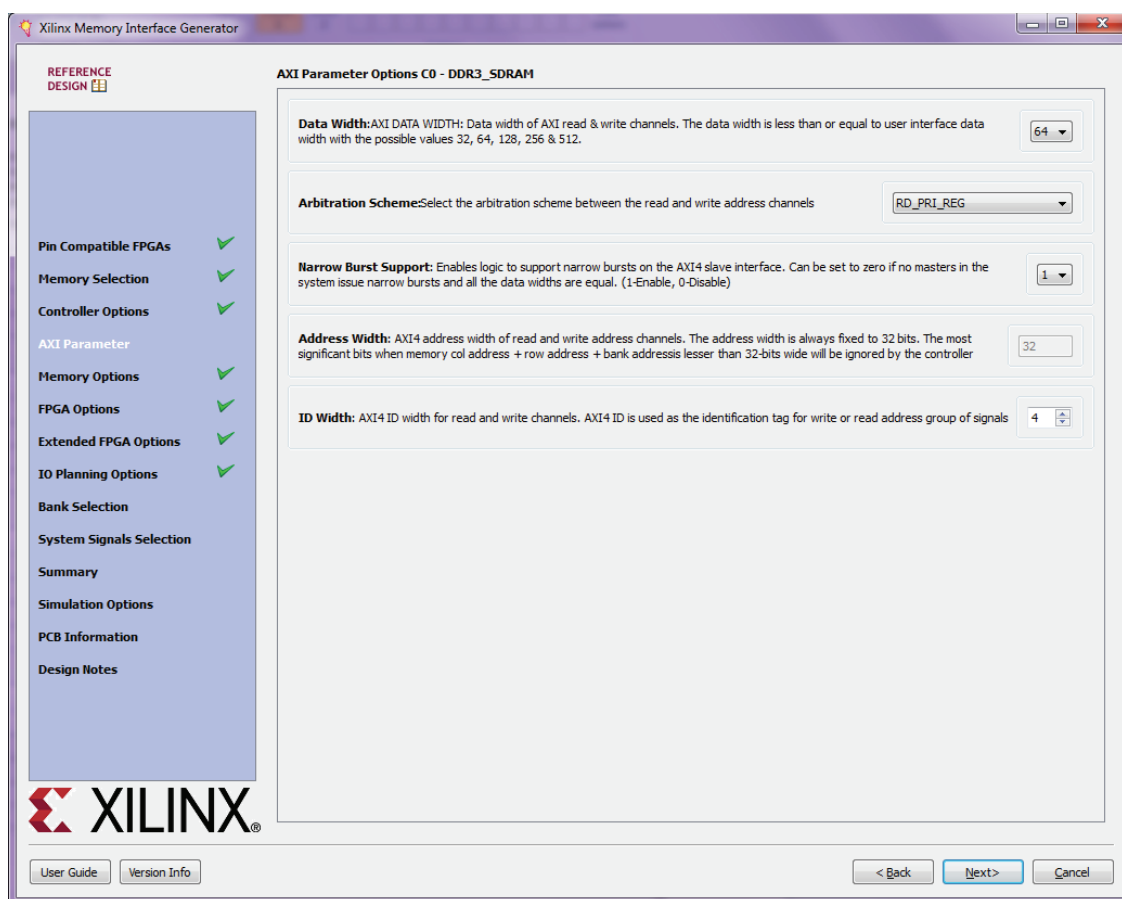 Xilinx Memory Interface Generator
REFERENCE
DESIGN
Pin Compatible FPGAs
Memory Selection
Controller Options
AXI Parameter
Memory Options
FPGA Options
Extended FPGA Options
IO Planning Options
Bank Selection
System Signals Selection
Summary
Simulation Options
PCB Information
Design Notes
XILINX®
AXI Parameter Options C0 - DDR3_SDRAM
Data Width:AXI DATA WIDTH: Data width of AXI read & write channels. The data width is less than or equal to user interface data
width with the possible values 32, 64, 128, 256 & 512.
64
Arbitration Scheme:Select the arbitration scheme between the read and write address channels
RD_PRI_REG
Narrow Burst Support: Enables logic to support narrow bursts on the AXI4 slave interface. Can be set to zero if no masters in the
system issue narrow bursts and all the data widths are equal. (1-Enable, 0-Disable)
1
Address Width: AXI4 address width of read and write address channels. The address width is always fixed to 32 bits. The most
significant bits when memory col address + row address + bank addressis lesser than 32-bits wide will be ignored by the controller
32
ID Width: AXI4 ID width for read and write channels. AXI4 ID is used as the identification tag for write or read address group of signals
4
User Guide
Version Info
< Back
Next>
Cancel